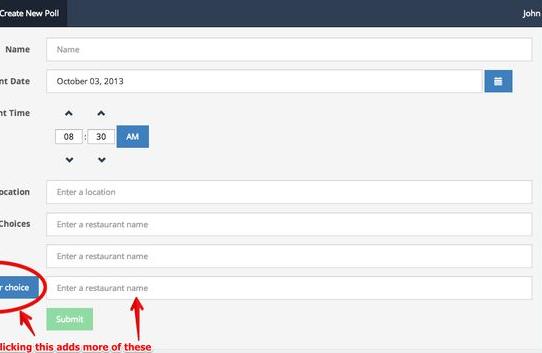 Create New Poll John
Name Name
nt Date October 03, 2013
nt Time
08 : 30 AM
ocation Enter a location
Choices Enter a restaurant name
Enter a restaurant name
r choice Enter a restaurant name
Submit
licking this adds more of these